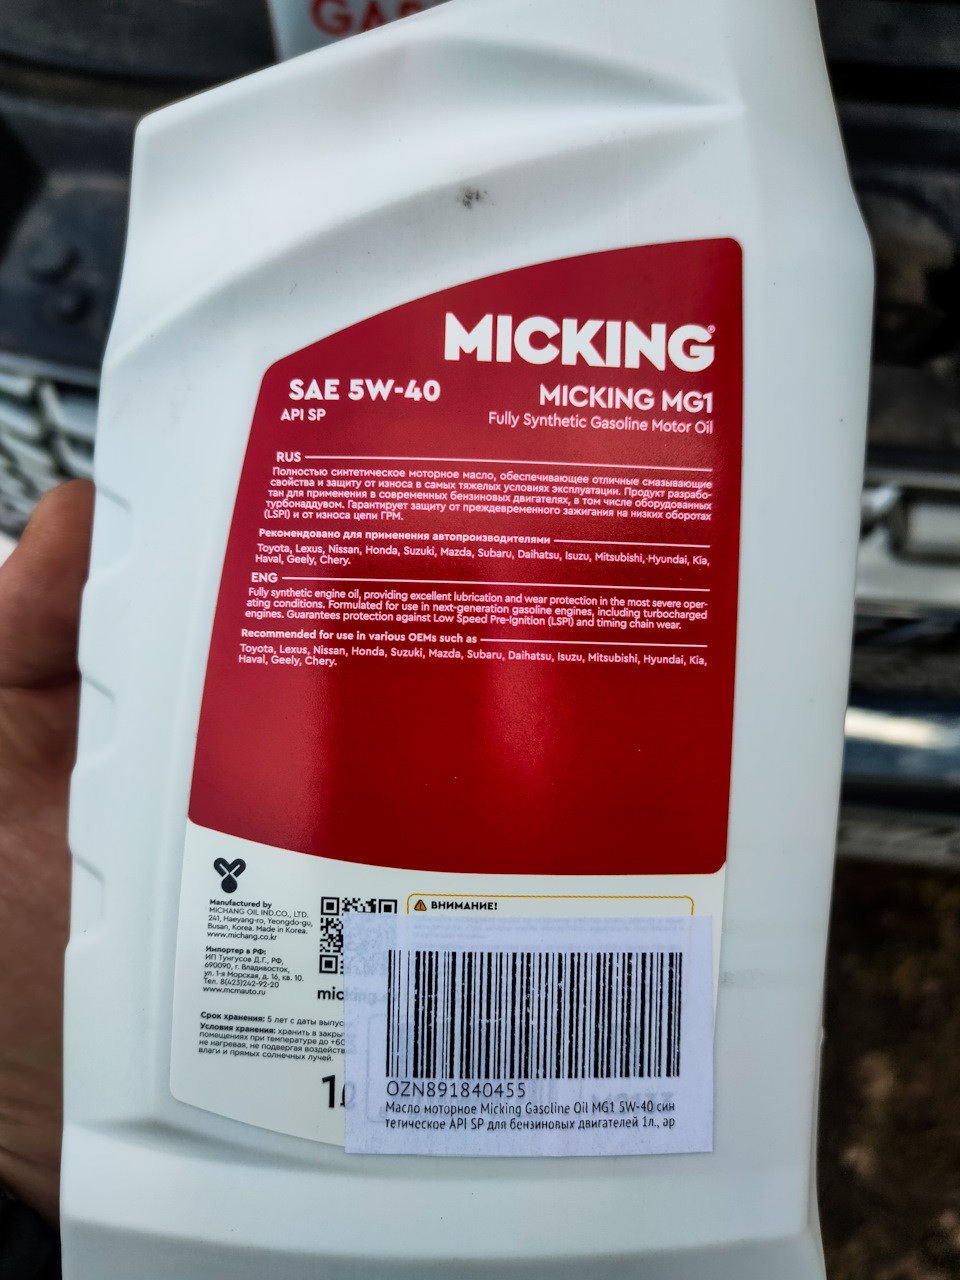 GAS
MICKING®
SAE 5W-40
MICKING MG1
API SP
Fully Synthetic Gasoline Motor Oil
RUS
Полностью синтетическое моторное масло, обеспечивающее отличные смазывающие
свойства и защиту от износа в самых тяжелых условиях эксплуатации. Продукт разрабо-
тан для применения в современных бензиновых двигателях, в том числе оборудованных
турбонаддувом. Гарантирует защиту от преждевременного зажигания на низких оборотах
(LSPI) и от износа цепи ГРМ.
Рекомендовано для применения автопроизводителями
Toyota, Lexus, Nissan, Honda, Suzuki, Mazda, Subaru, Daihatsu, Isuzu, Mitsubishi, Hyundai, Kia,
Haval, Geely, Chery.
ENG
Fully synthetic engine oil, providing excellent lubrication and wear protection in the most severe oper-
ating conditions. Formulated for use in next-generation gasoline engines, including turbocharged
engines. Guarantees protection against Low Speed Pre-Ignition (LSPI) and timing chain wear.
Recommended for use in various OEMs such as
Toyota, Lexus, Nissan, Honda, Suzuki, Mazda, Subaru, Daihatsu, Isuzu, Mitsubishi, Hyundai, Kia,
Haval, Geely, Chery.
Manufactured by
MICHANG OIL IND.CO., LTD.
241, Haeyang-ro, Yeongdo-gu,
Busan, Korea. Made in Korea.
www.michang.co.kr
Импортер в РФ:
ИП Тунгусов Д.Г., РФ,
690090, г. Владивосток,
ул. 1-я Морская, д. 16, кв. 10.
Тел. 8(423)242-92-20
www.mcmauto.ru
micking.
ВНИМАНИЕ!
Срок хранения: 5 лет с даты выпус
Условия хранения: хранить в закры
помещениях при температуре до +60
не нагревая, не подвергая воздейств
влаги и прямых солнечных лучей.
1ℓ
OZN891840455
Масло моторное Micking Gasoline Oil MG1 5W-40 син
тетическое API SP для бензиновых двигателей 1л., ар